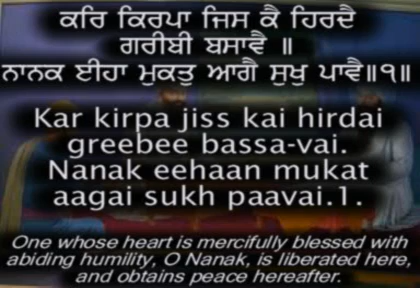 ਕਰਿ ਕਿਰਪਾ ਜਿਸ ਕੈ ਹਿਰਦੈ
ਗਰੀਬੀ ਬਸਾਵੈ ॥
ਨਾਨਕ ਈਹਾ ਮੁਕਤੁ ਆਗੈ ਸੁਖੁ ਪਾਵੈ॥੧॥
Kar kirpa jiss kai hirdai
greebee bassa-vai.
Nanak eehaan mukat
aagai sukh paavai.1.
One whose heart is mercifully blessed with
abiding humility, O Nanak, is liberated here,
and obtains peace hereafter.